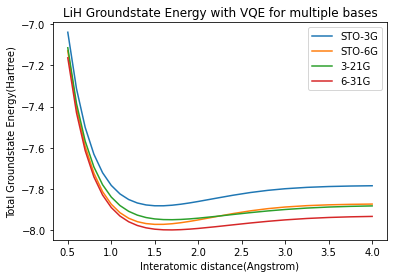 LiH Groundstate Energy with VQE for multiple bases
Total Groundstate Energy(Hartree)
−7.0
−7.2
−7.4
−7.6
−7.8
−8.0
STO-3G
STO-6G
3-21G
6-31G
0.5 1.0 1.5 2.0 2.5 3.0 3.5 4.0
Interatomic distance(Angstrom)